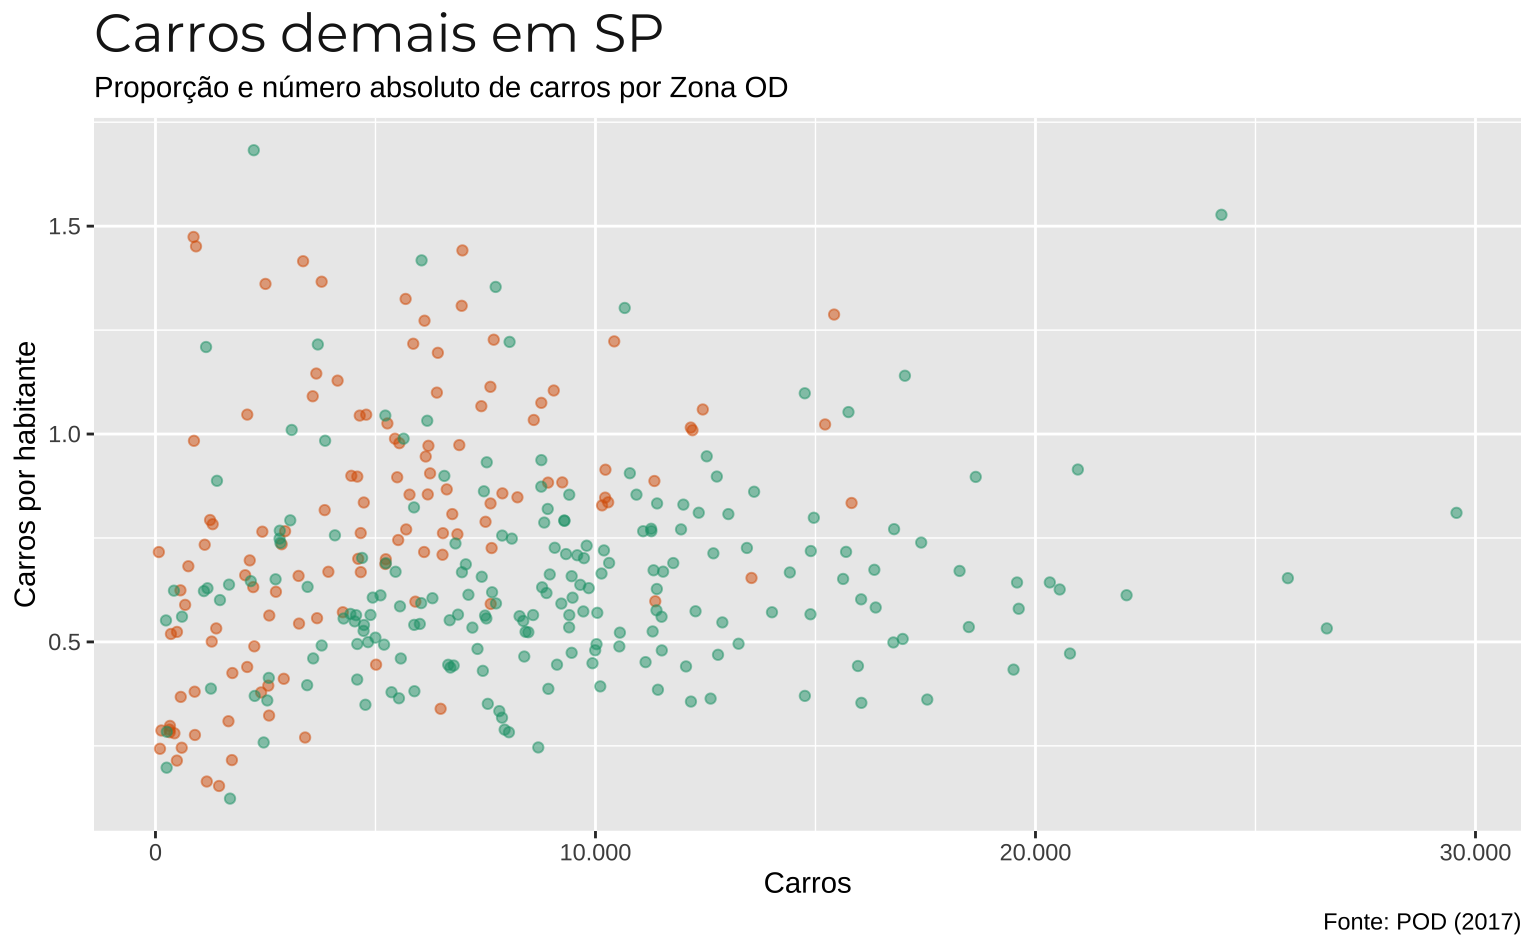 Carros demais em SP
Proporção e número absoluto de carros por Zona OD
Carros por habitante
1.5
1.0
0.5
0
10.000
20.000
30.000
Carros
Fonte: POD (2017)